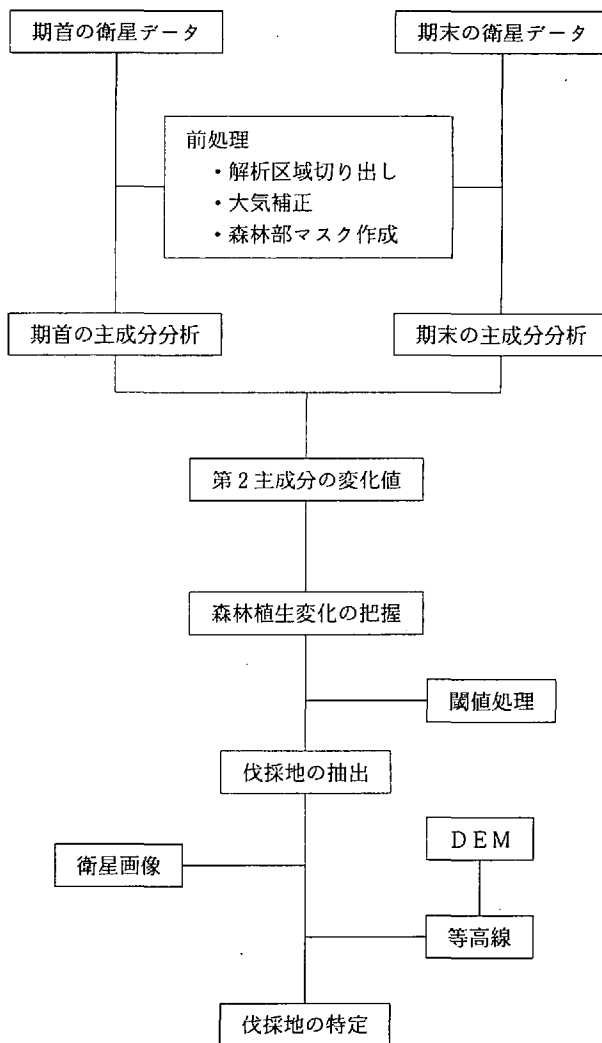 期首の衛星データ
期末の衛星データ
前処理
・解析区域切り出し
・大気補正
・森林部マスク作成
期首の主成分分析
期末の主成分分析
第2主成分の変化値
森林植生変化の把握
閾値処理
伐採地の抽出
衛星画像
DEM
等高線
伐採地の特定